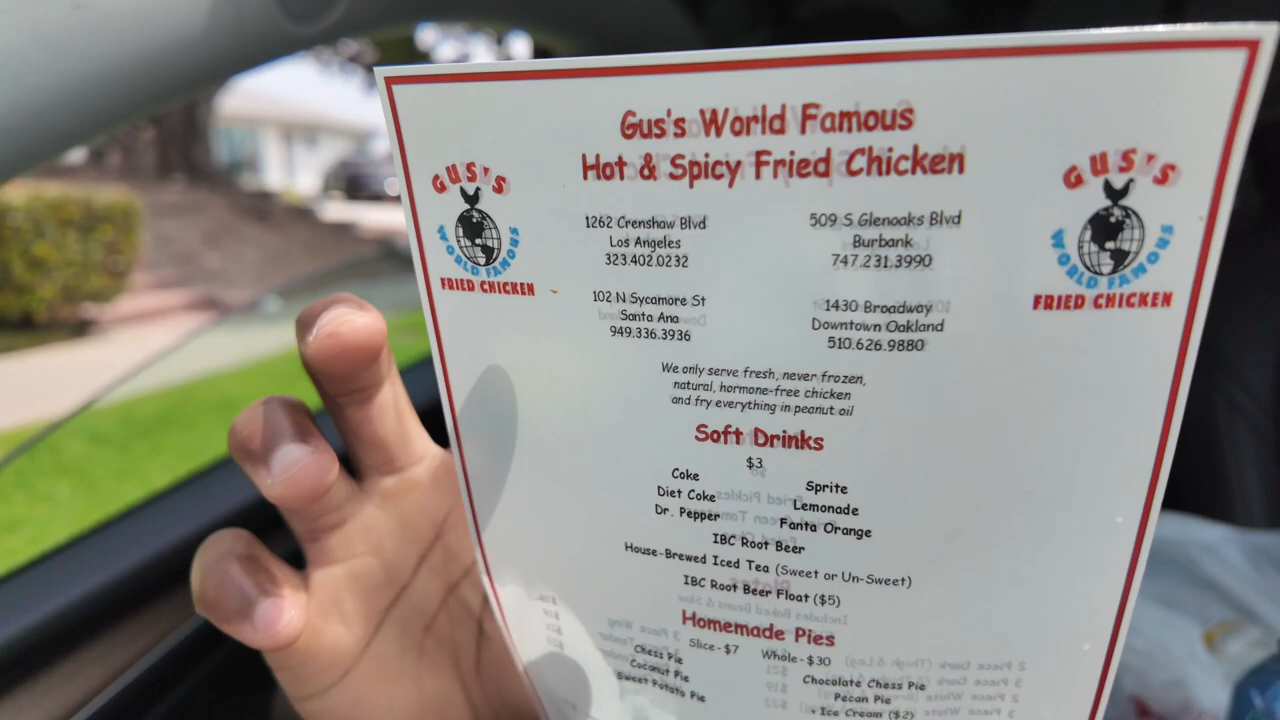 Gus's World Famous
Hot & Spicy Fried Chicken
GUS'S
WORLD FAMOUS
FRIED CHICKEN
GUS'S
WORLD FAMOUS
FRIED CHICKEN
1262 Crenshaw Blvd
Los Angeles
323.402.0232
509 S Glenoaks Blvd
Burbank
747.231.3990
102 N Sycamore St
Santa Ana
949.336.3936
1430 Broadway
Downtown Oakland
510.626.9880
We only serve fresh, never frozen,
natural, hormone-free chicken
and fry everything in peanut oil
Soft Drinks
$3
Coke Sprite
Diet Coke Lemonade
Dr. Pepper Fanta Orange
IBC Root Beer
House-Brewed Iced Tea (Sweet or Un-Sweet)
IBC Root Beer Float ($5)
Homemade Pies
Slice-$7 Whole-$30
Chess Pie Chocolate Chess Pie
Coconut Pie Pecan Pie
Sweet Potato Pie + Ice Cream ($2)